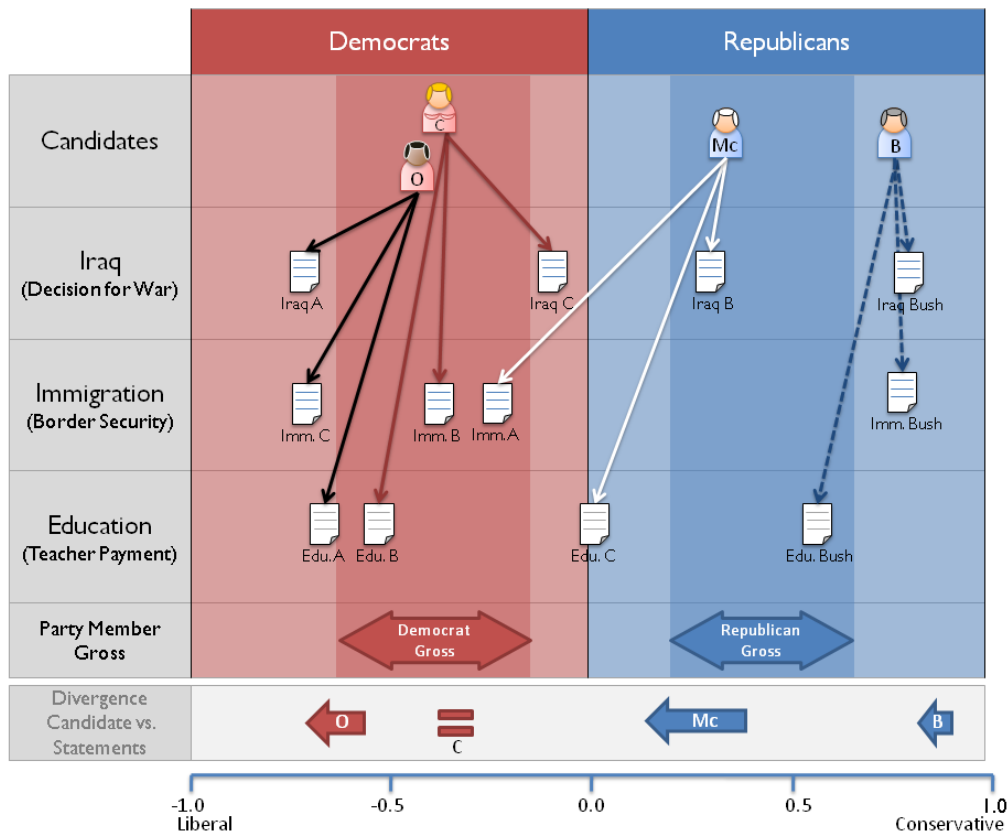 Democrats
Republicans
Candidates
C
O
Mc
B
Iraq
(Decision for War)
Iraq A
Iraq C
Iraq B
Iraq Bush
Immigration
(Border Security)
Imm. C
Imm. B
Imm. A
Imm. Bush
Education
(Teacher Payment)
Edu. A
Edu. B
Edu. C
Edu. Bush
Party Member
Gross
Democrat
Gross
Republican
Gross
Divergence
Candidate vs.
Statements
O
C
Mc
B
-1.0
-0.5
0.0
0.5
1.0
Liberal
Conservative